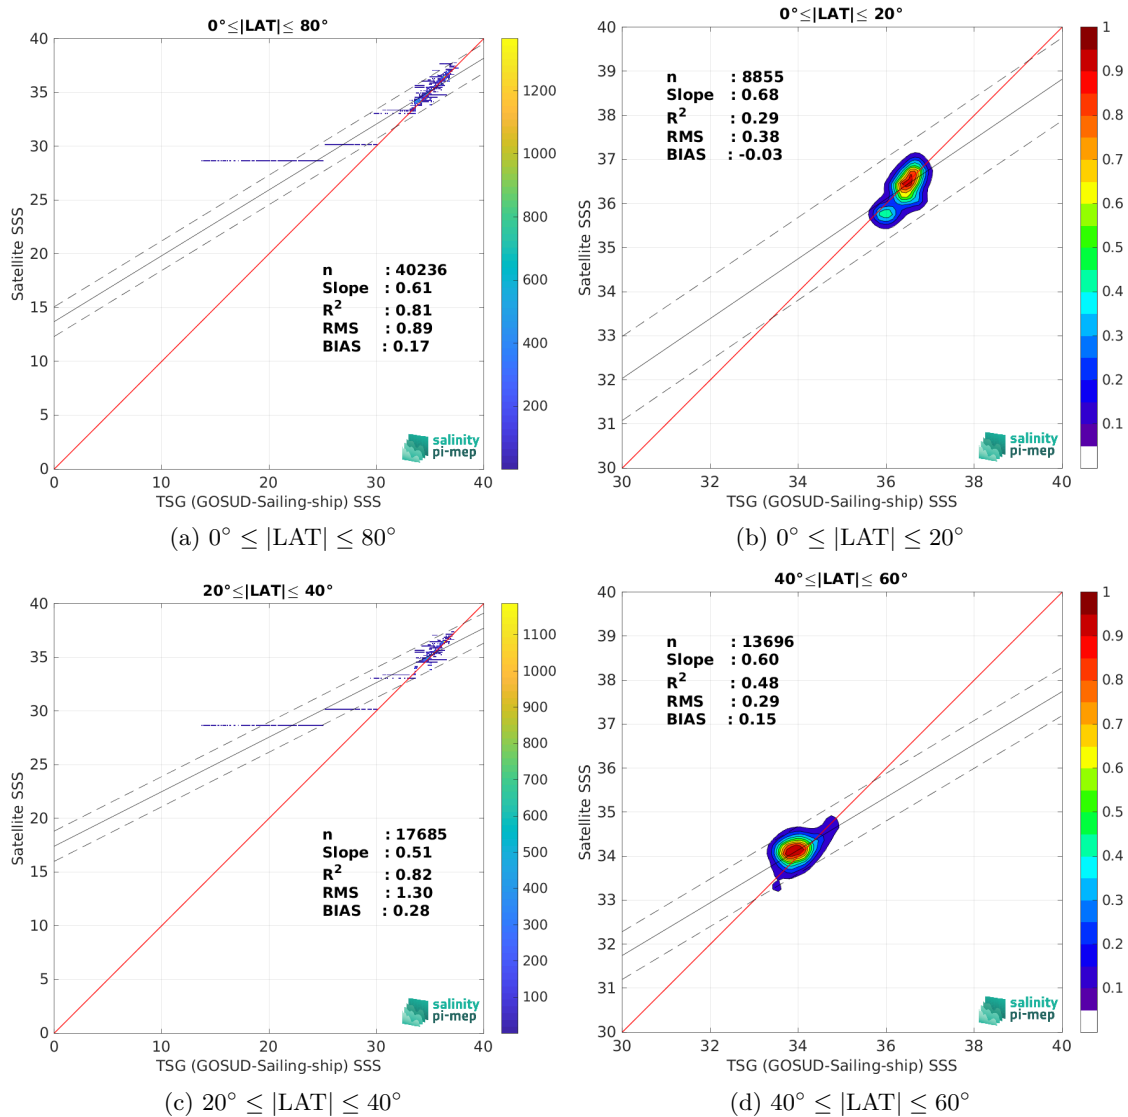 0°≤|LAT|≤ 80°
40
35
30
25
20
15
10
5
0
0
10
20
30
40
Satellite SSS
TSG (GOSUD-Sailing-ship) SSS
n : 40236
Slope : 0.61
R² : 0.81
RMS : 0.89
BIAS : 0.17
salinity
pi-mep
1200
1000
800
600
400
200
(a) 0° ≤ |LAT| ≤ 80°
0°≤|LAT|≤ 20°
40
39
38
37
36
35
34
33
32
31
30
30
32
34
36
38
40
Satellite SSS
TSG (GOSUD-Sailing-ship) SSS
n : 8855
Slope : 0.68
R² : 0.29
RMS : 0.38
BIAS : -0.03
salinity
pi-mep
1
0.9
0.8
0.7
0.6
0.5
0.4
0.3
0.2
0.1
(b) 0° ≤ |LAT| ≤ 20°
20°≤|LAT|≤ 40°
40
35
30
25
20
15
10
5
0
0
10
20
30
40
Satellite SSS
TSG (GOSUD-Sailing-ship) SSS
n : 17685
Slope : 0.51
R² : 0.82
RMS : 1.30
BIAS : 0.28
salinity
pi-mep
1100
1000
900
800
700
600
500
400
300
200
100
(c) 20° ≤ |LAT| ≤ 40°
40°≤|LAT|≤ 60°
40
39
38
37
36
35
34
33
32
31
30
30
32
34
36
38
40
Satellite SSS
TSG (GOSUD-Sailing-ship) SSS
n : 13696
Slope : 0.60
R² : 0.48
RMS : 0.29
BIAS : 0.15
salinity
pi-mep
1
0.9
0.8
0.7
0.6
0.5
0.4
0.3
0.2
0.1
(d) 40° ≤ |LAT| ≤ 60°